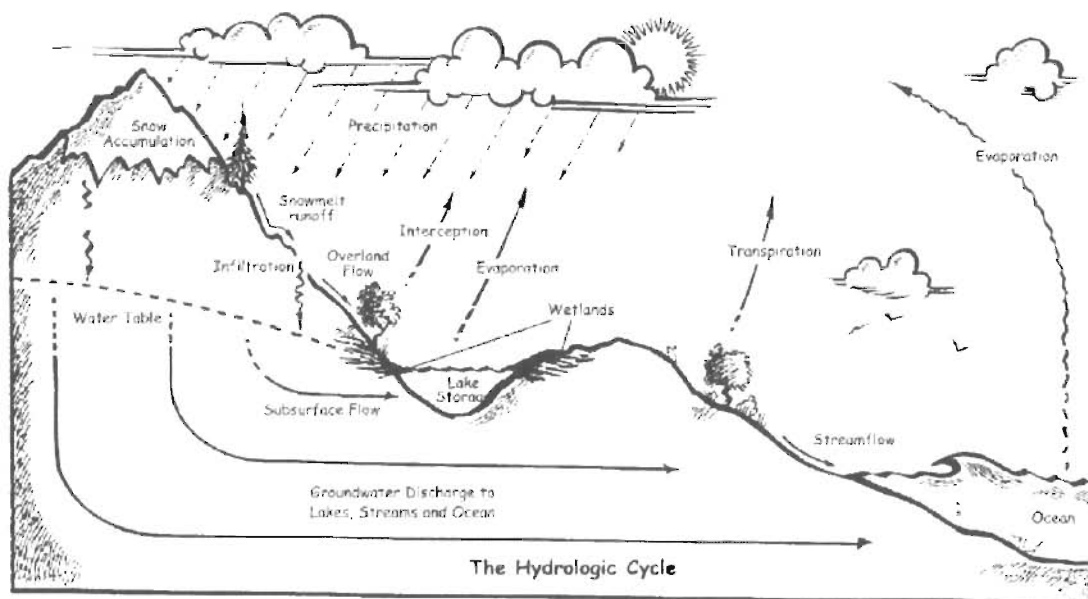 Snow
Accumulation
Precipitation
Evaporation
Snowmelt
runoff
Interception
Overland
Flow
Infiltration
Evaporation
Transpiration
Wetlands
Water Table
Lake
Storage
Subsurface Flow
Streamflow
Groundwater Discharge to
Lakes, Streams and Ocean
Ocean
The Hydrologic Cycle